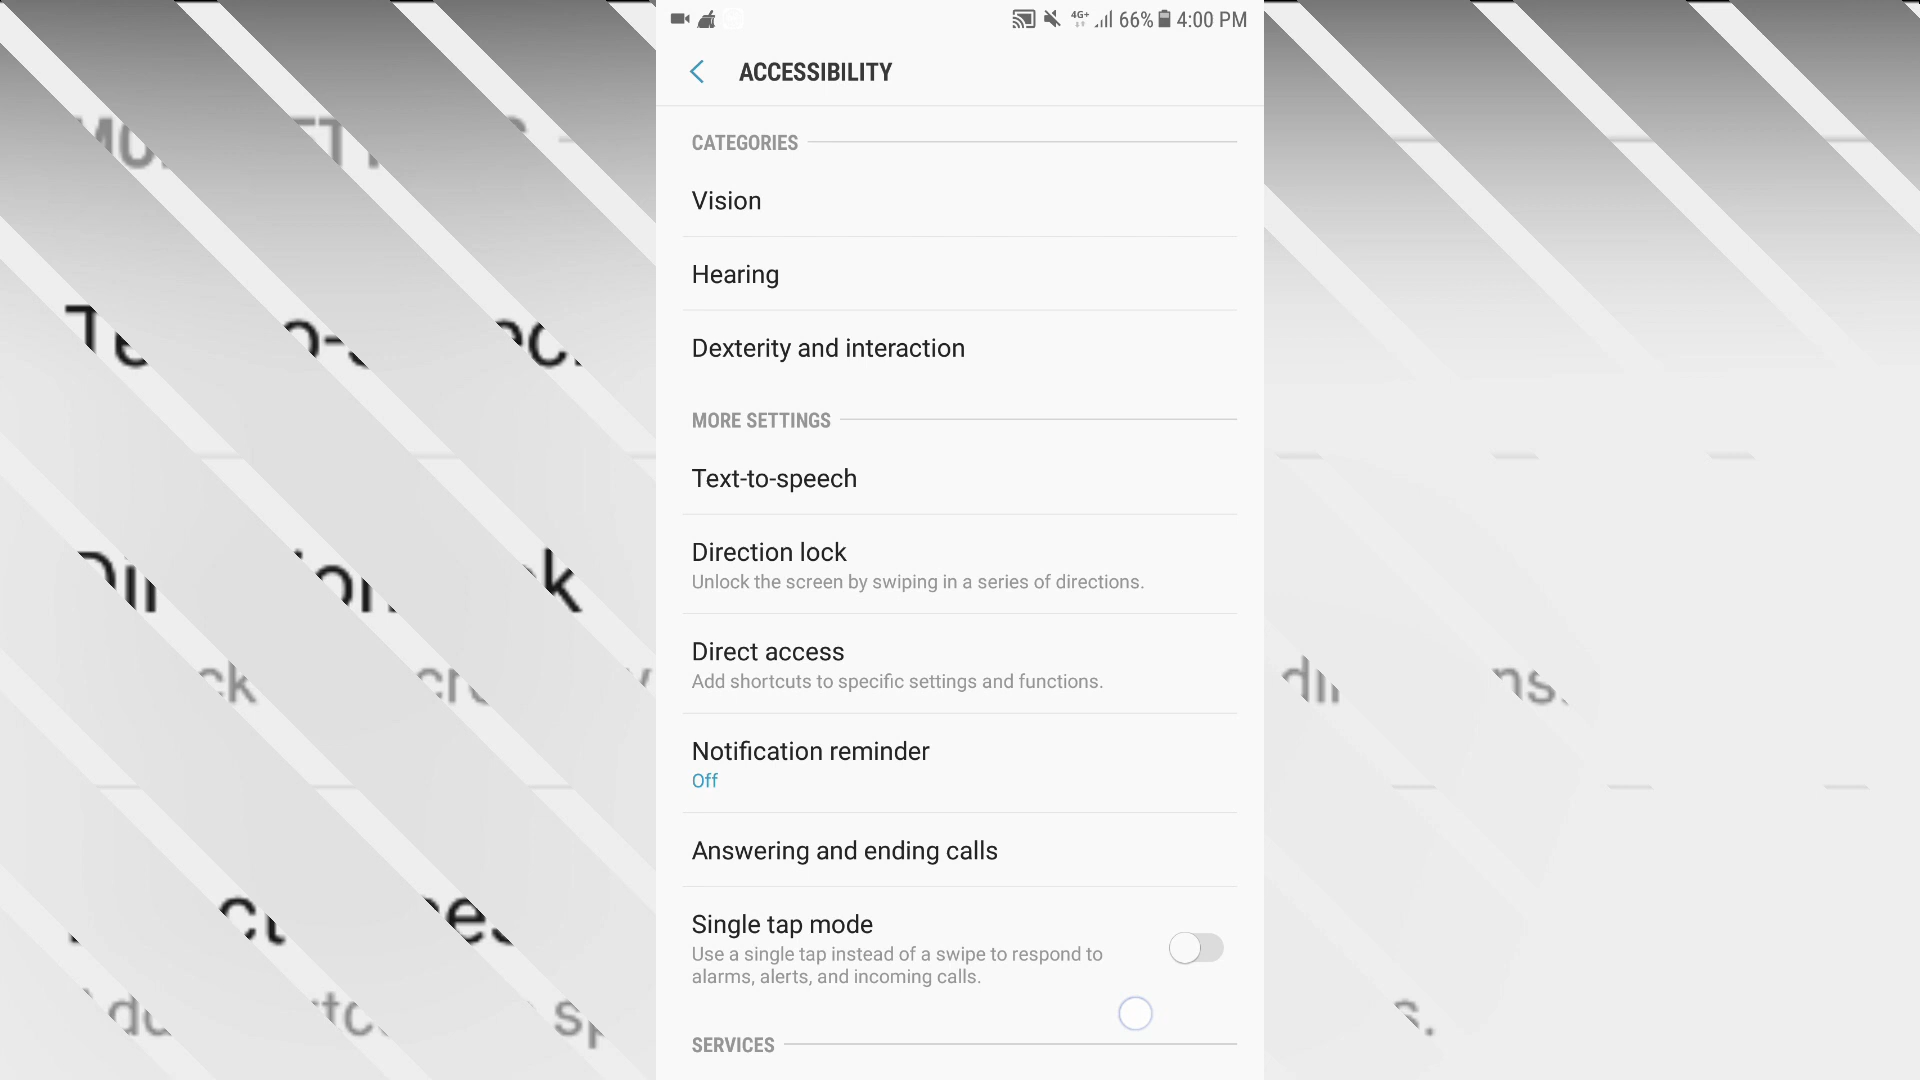 4G+ 66% 4:00 PM
ACCESSIBILITY
CATEGORIES
Vision
Hearing
Dexterity and interaction
MORE SETTINGS
Text-to-speech
Direction lock
Unlock the screen by swiping in a series of directions.
Direct access
Add shortcuts to specific settings and functions.
Notification reminder
Off
Answering and ending calls
Single tap mode
Use a single tap instead of a swipe to respond to
alarms, alerts, and incoming calls.
SERVICES